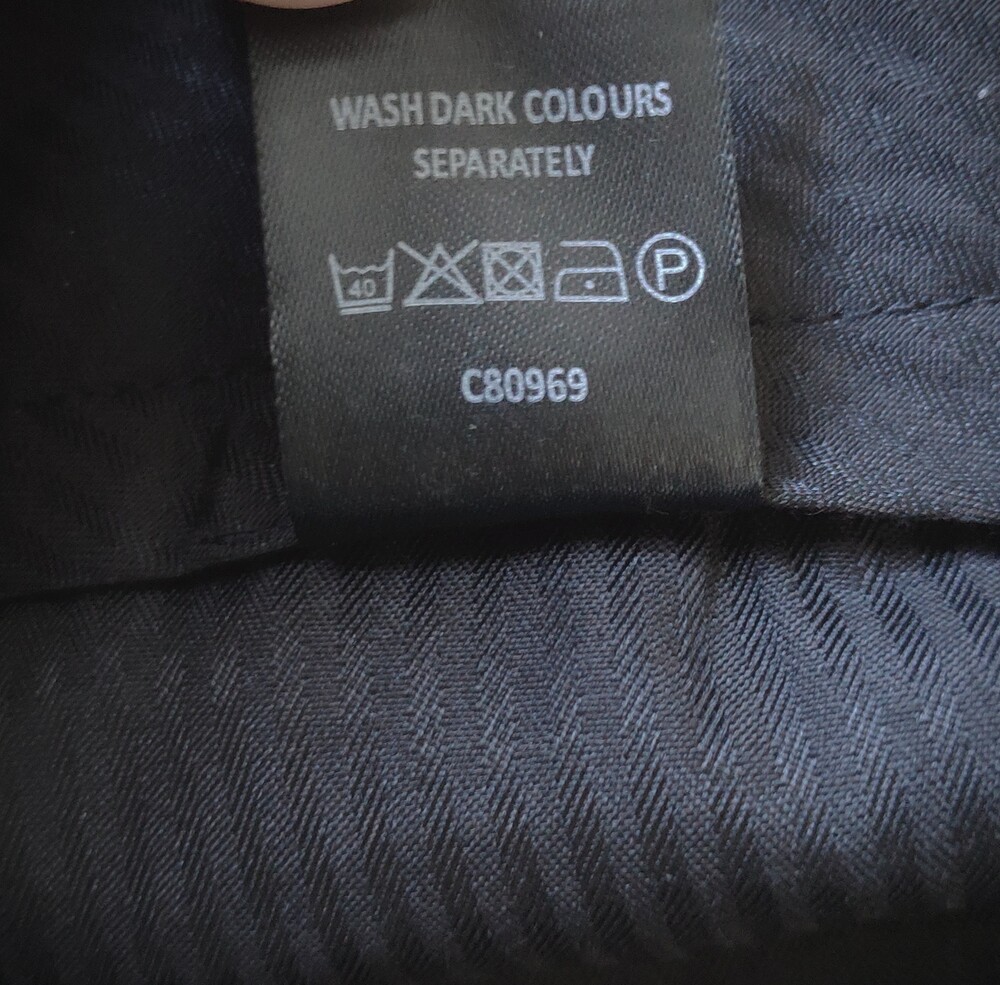 WASH DARK COLOURS
SEPARATELY
40 P
C80969